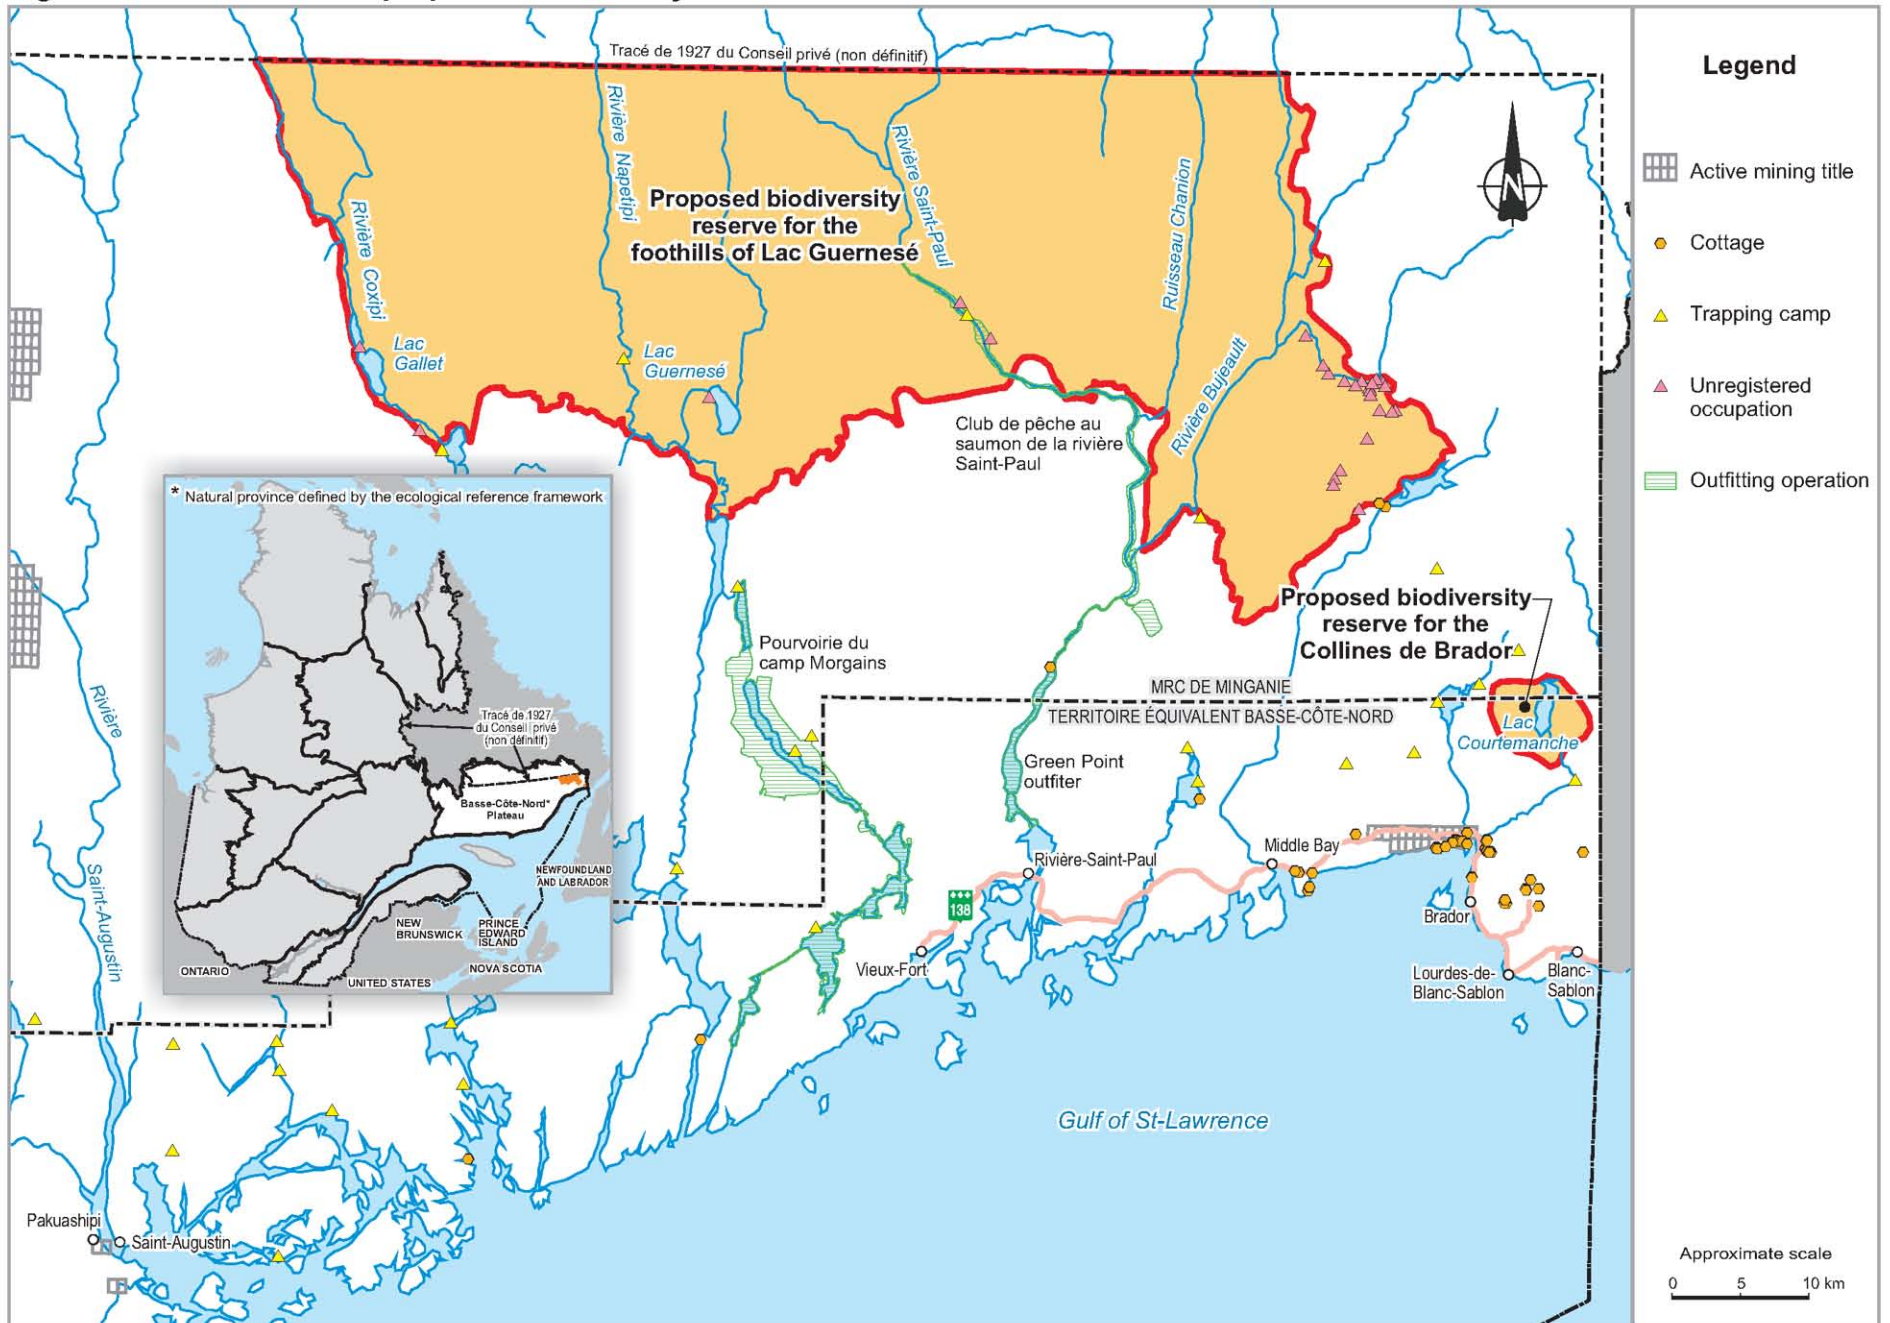 Tracé de 1927 du Conseil privé (non définitif)
Rivière Napetipi
Rivière Saint-Paul
Ruisseau Chanion
Rivière Coxipi
Proposed biodiversity
reserve for the
foothills of Lac Guernesé
Lac
Gallet
Lac
Guernesé
Rivière Bujeault
Club de pêche au
saumon de la rivière
Saint-Paul
Proposed biodiversity
reserve for the
Collines de Brador
Pourvoirie du
camp Morgains
MRC DE MINGANIE
TERRITOIRE ÉQUIVALENT BASSE-CÔTE-NORD
Lac
Courtemanche
Green Point
outfiter
Rivière
Saint-Augustin
138
Rivière-Saint-Paul
Middle Bay
Vieux-Fort
Brador
Lourdes-de-
Blanc-Sablon
Blanc-
Sablon
Gulf of St-Lawrence
Pakuashipi
Saint-Augustin
* Natural province defined by the ecological reference framework
Tracé de 1927
du Conseil privé
(non définitif)
Basse-Côte-Nord*
Plateau
NEWFOUNDLAND
AND LABRADOR
NEW
BRUNSWICK
PRINCE
EDWARD
ISLAND
ONTARIO
NOVA SCOTIA
UNITED STATES
N
Legend
Active mining title
Cottage
Trapping camp
Unregistered
occupation
Outfitting operation
Approximate scale
0 5 10 km